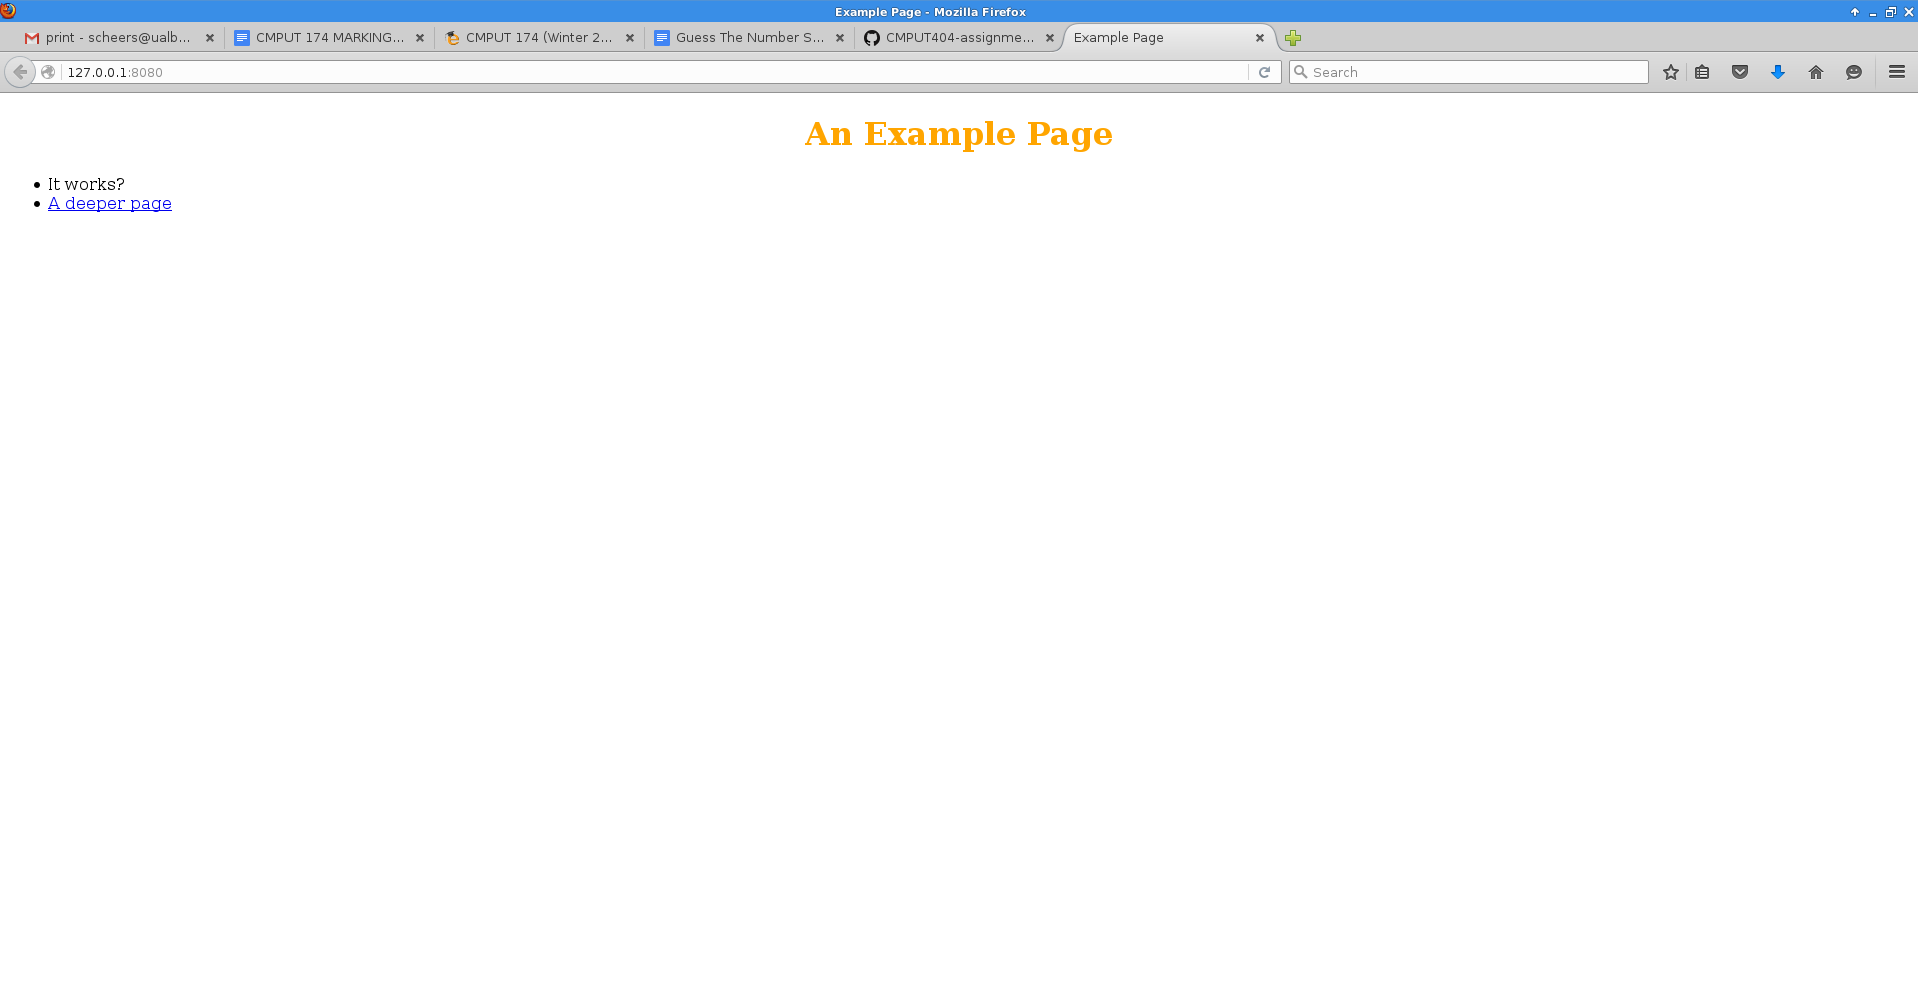 Example Page - Mozilla Firefox
print - scheers@ualb... CMPUT 174 MARKING... CMPUT 174 (Winter 2... Guess The Number S... CMPUT404-assignme... Example Page
127.0.0.1:8080 Search
An Example Page
• It works?
• A deeper page